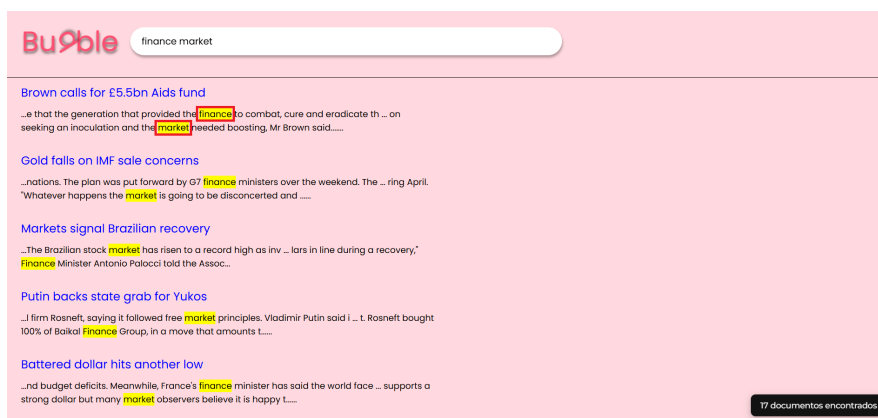 Bubble
finance market
Brown calls for £5.5bn Aids fund
...e that the generation that provided the finance to combat, cure and eradicate th ... on
seeking an inoculation and the market needed boosting, Mr Brown said......
Gold falls on IMF sale concerns
...nations. The plan was put forward by G7 finance ministers over the weekend. The ... ring April.
"Whatever happens the market is going to be disconcerted and ......
Markets signal Brazilian recovery
...The Brazilian stock market has risen to a record high as inv ... lars in line during a recovery,"
Finance Minister Antonio Palocci told the Assoc...
Putin backs state grab for Yukos
...l firm Rosneft, saying it followed free market principles. Vladimir Putin said i ... t. Rosneft bought
100% of Baikal Finance Group, in a move that amounts t......
Battered dollar hits another low
...nd budget deficits. Meanwhile, France's finance minister has said the world face ... supports a
strong dollar but many market observers believe it is happy t......
17 documentos encontrados